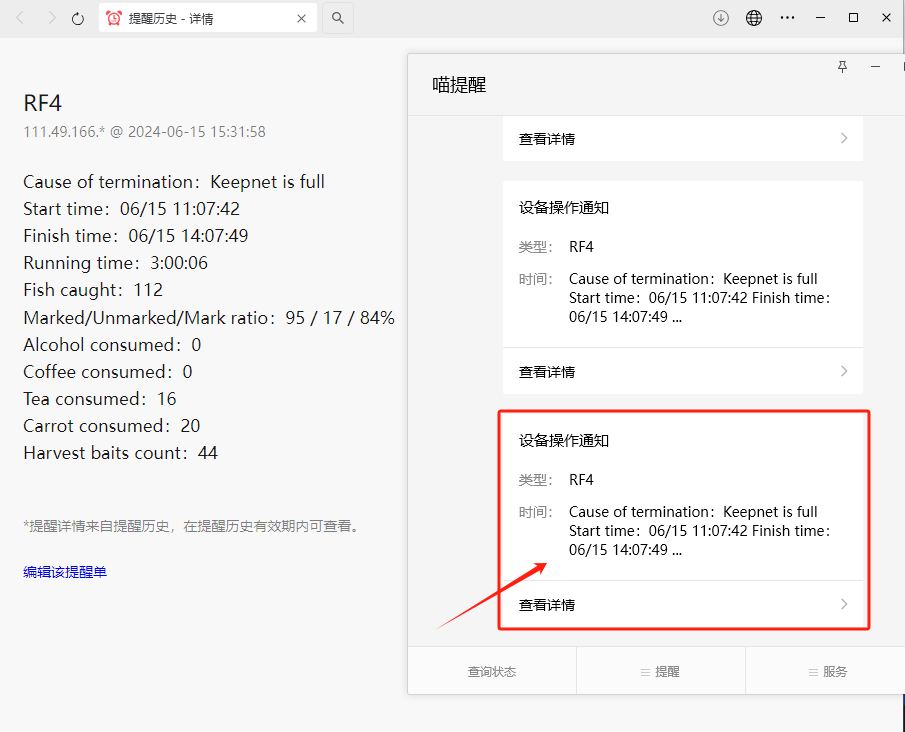 提醒历史 - 详情
RF4
111.49.166.* @ 2024-06-15 15:31:58
Cause of termination：Keepnet is full
Start time：06/15 11:07:42
Finish time：06/15 14:07:49
Running time：3:00:06
Fish caught：112
Marked/Unmarked/Mark ratio：95 / 17 / 84%
Alcohol consumed：0
Coffee consumed：0
Tea consumed：16
Carrot consumed：20
Harvest baits count：44
*提醒详情来自提醒历史，在提醒历史有效期内可查看。
编辑该提醒单
喵提醒
查看详情
设备操作通知
类型： RF4
时间： Cause of termination：Keepnet is full
Start time：06/15 11:07:42 Finish time：
06/15 14:07:49 ...
查看详情
设备操作通知
类型： RF4
时间： Cause of termination：Keepnet is full
Start time：06/15 11:07:42 Finish time：
06/15 14:07:49 ...
查看详情
查询状态
提醒
服务